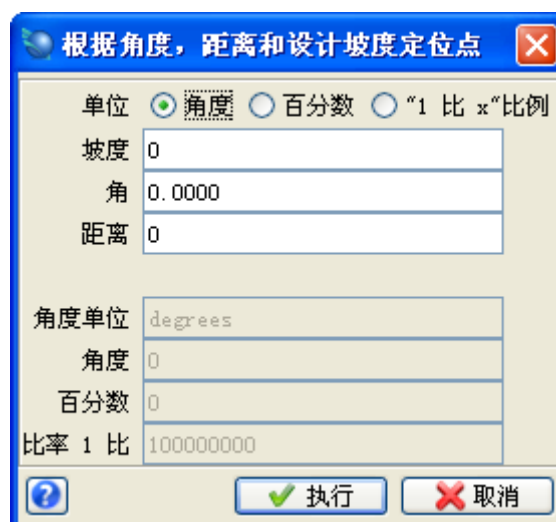 根据角度，距离和设计坡度定位点
单位 角度 百分数 “1 比 x“比例
坡度 0
角 0.0000
距离 0
角度单位 degrees
角度 0
百分数 0
比率 1 比 100000000
? 执行 取消